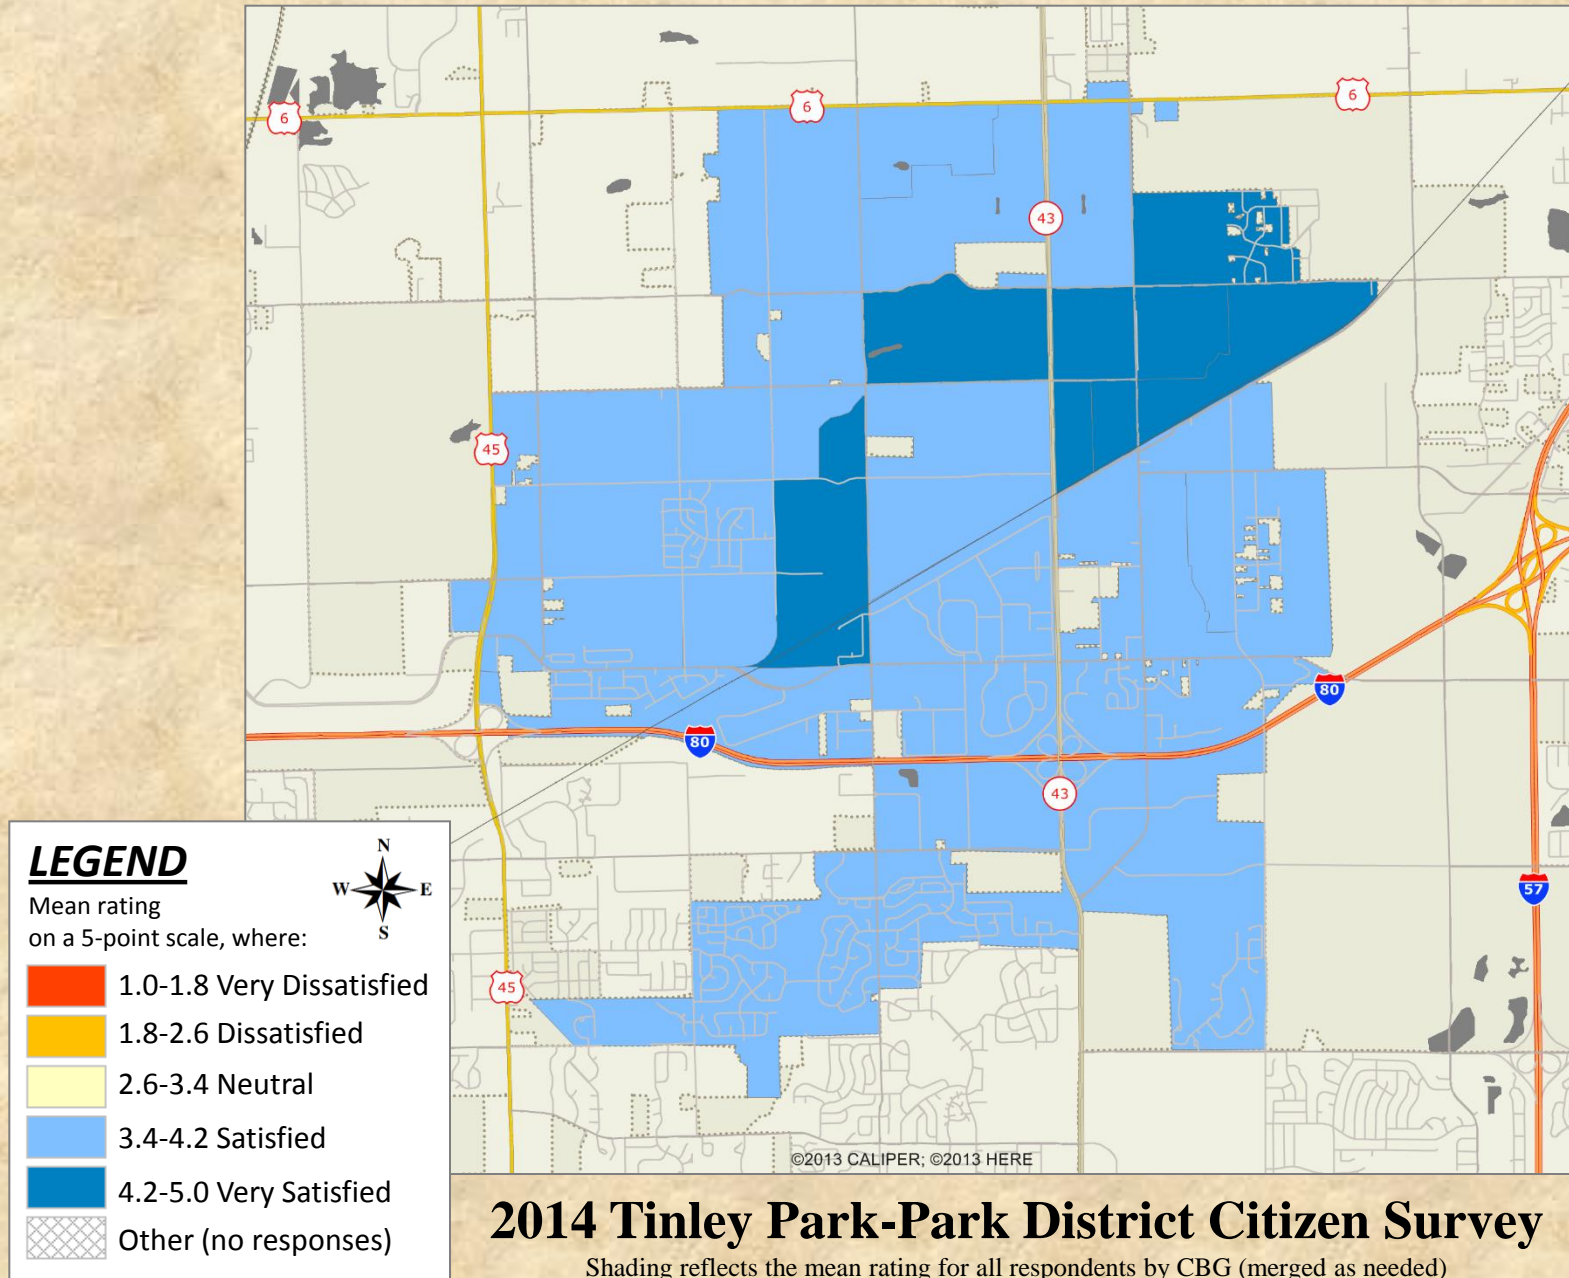 6
6
6
43
45
80
80
43
57
45
©2013 CALIPER; ©2013 HERE
LEGEND
Mean rating
on a 5-point scale, where:
N
W E
S
1.0-1.8 Very Dissatisfied
1.8-2.6 Dissatisfied
2.6-3.4 Neutral
3.4-4.2 Satisfied
4.2-5.0 Very Satisfied
Other (no responses)
2014 Tinley Park-Park District Citizen Survey
Shading reflects the mean rating for all respondents by CBG (merged as needed)